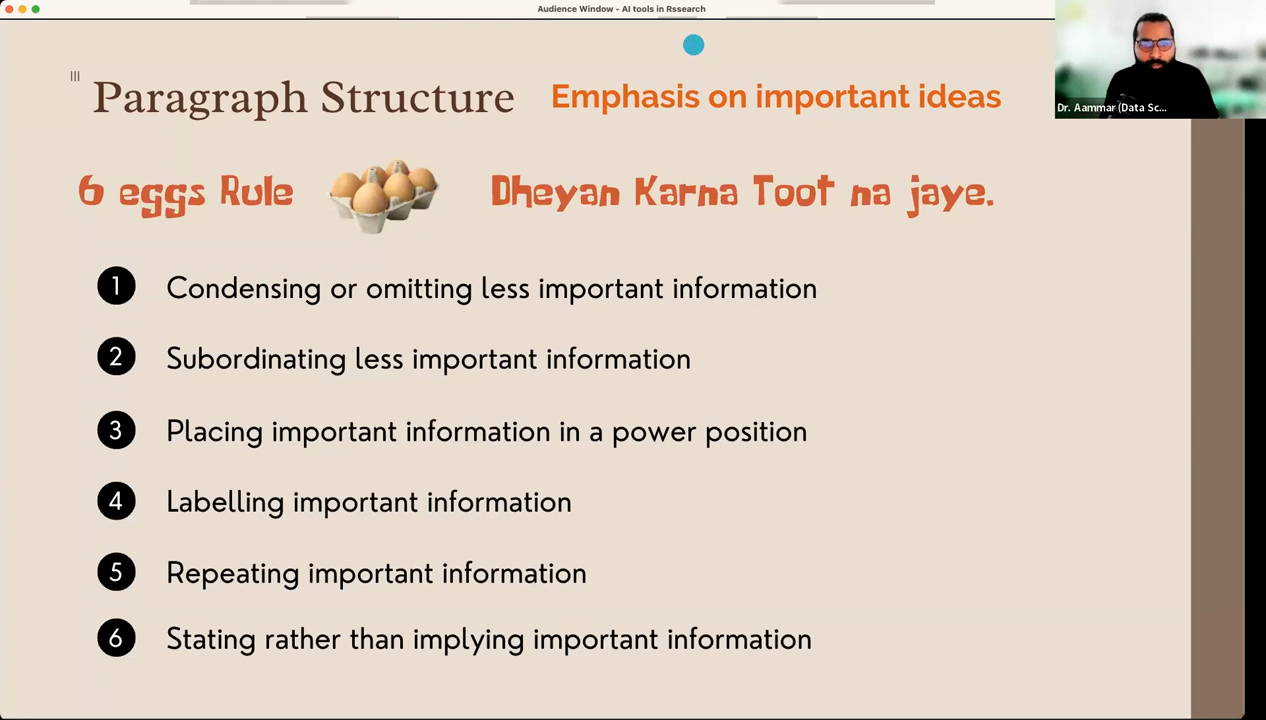 Audience Window - AI tools in Rssearch
III
Paragraph Structure
Emphasis on important ideas
Dr. Aammar (Data Sc...
6 eggs Rule
Dheyan Karna Toot na jaye.
1 Condensing or omitting less important information
2 Subordinating less important information
3 Placing important information in a power position
4 Labelling important information
5 Repeating important information
6 Stating rather than implying important information